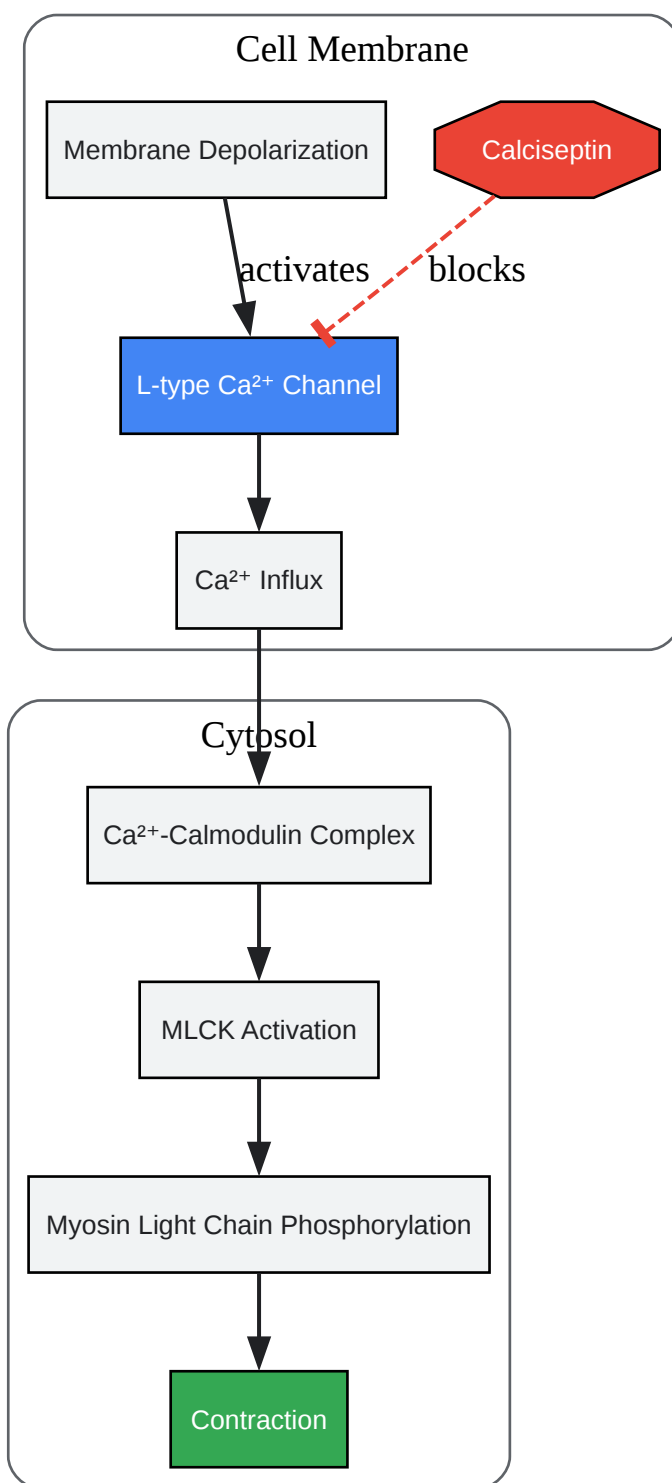 Cell Membrane
Membrane Depolarization
Calciseptin
activates
blocks
L-type Ca²⁺ Channel
Ca²⁺ Influx
Cytosol
Ca²⁺-Calmodulin Complex
MLCK Activation
Myosin Light Chain Phosphorylation
Contraction